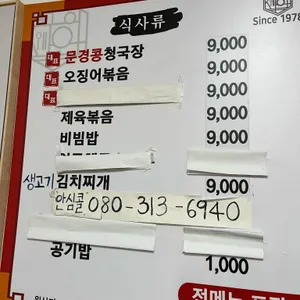 식사류
Since 1978
대표 문경콩청국장 9,000
대표 오징어볶음 9,000
대표 9,000
제육볶음 9,000
비빔밥 9,000
생고기 김치찌개 9,000
안심콜 080-313-6940
공기밥 1,000